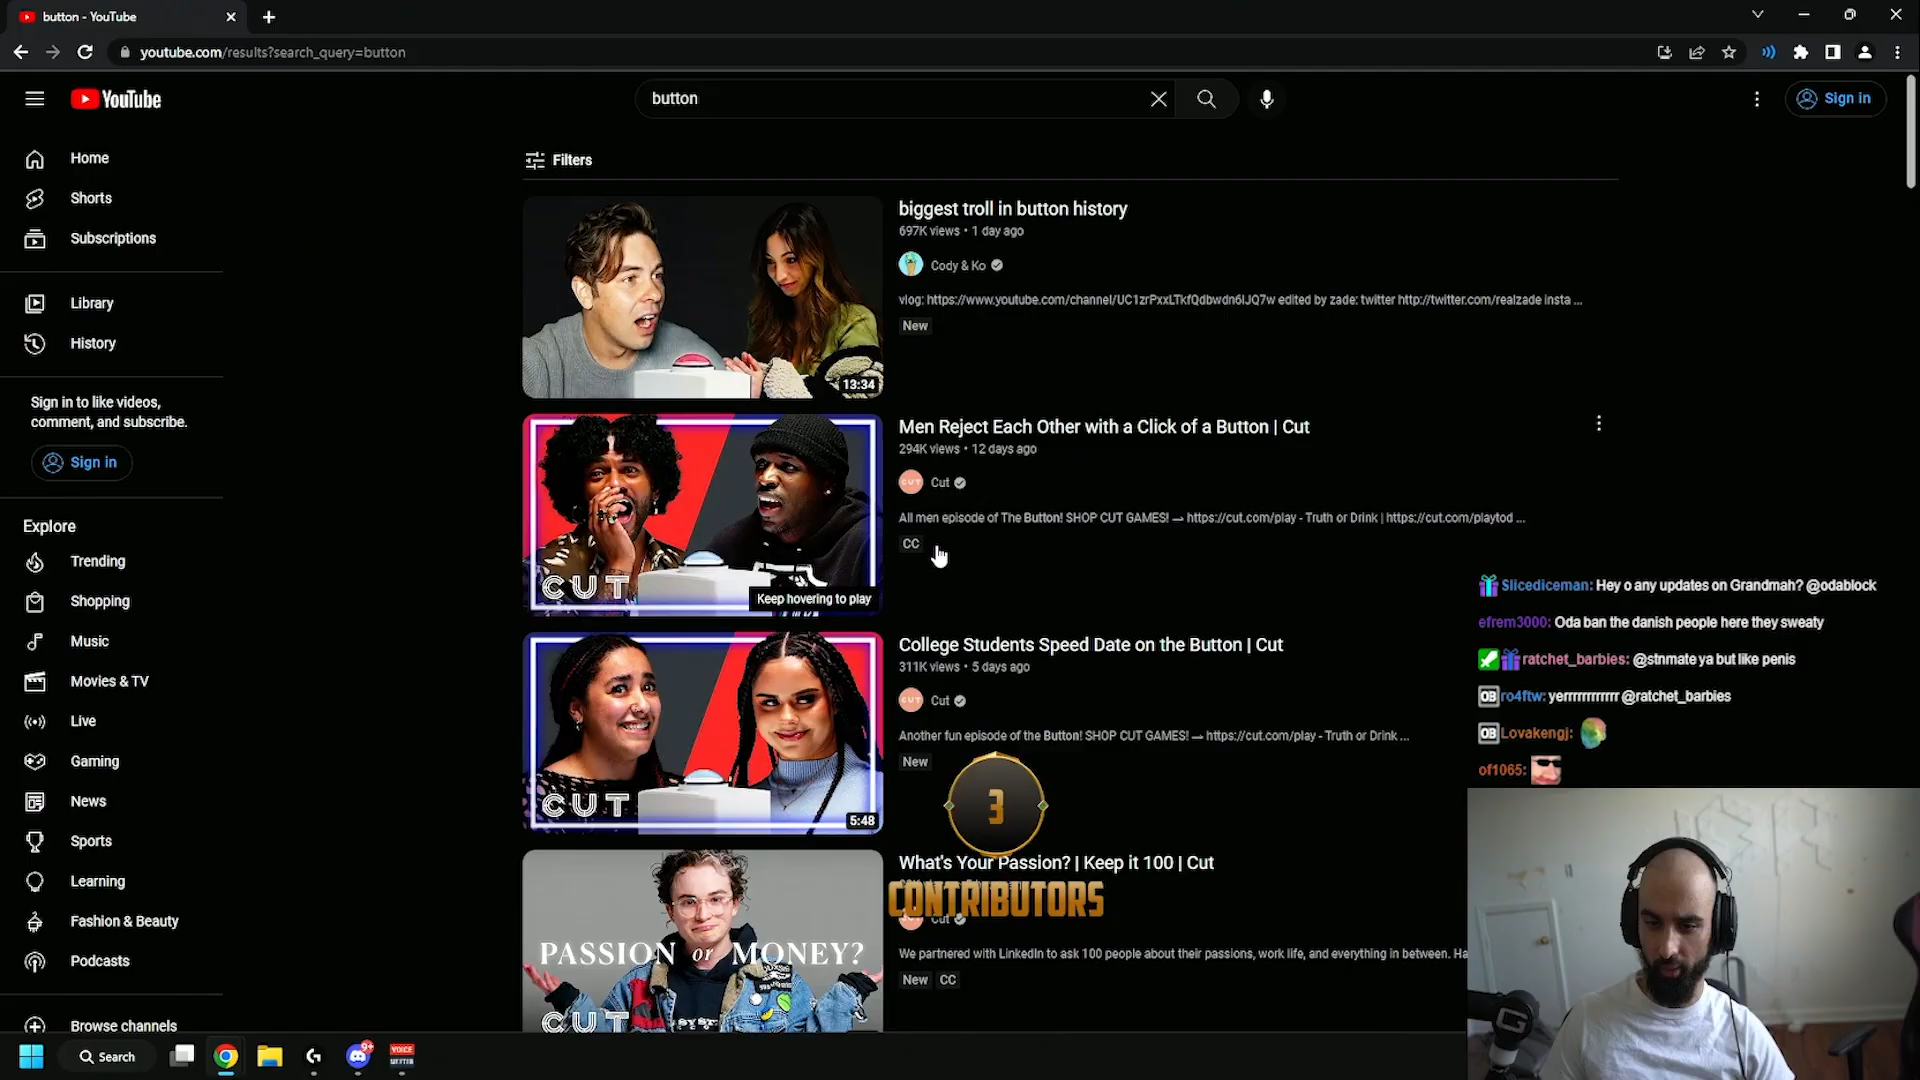 button - YouTube
youtube.com/results?search_query=button
YouTube
button
Sign in
Home
Shorts
Subscriptions
Library
History
Sign in to like videos,
comment, and subscribe.
Sign in
Explore
Trending
Shopping
Music
Movies & TV
Live
Gaming
News
Sports
Learning
Fashion & Beauty
Podcasts
Browse channels
Filters
13:34
biggest troll in button history
697K views • 1 day ago
Cody & Ko
vlog: https://www.youtube.com/channel/UC1zrPxxLTkfQdbwdn6IJQ7w edited by zade: twitter http://twitter.com/realzade insta ...
New
CUT
Keep hovering to play
Men Reject Each Other with a Click of a Button | Cut
294K views • 12 days ago
CUT
Cut
All men episode of The Button! SHOP CUT GAMES! → https://cut.com/play - Truth or Drink | https://cut.com/playtod ...
CC
CUT
5:48
College Students Speed Date on the Button | Cut
311K views • 5 days ago
CUT
Cut
Another fun episode of the Button! SHOP CUT GAMES! → https://cut.com/play - Truth or Drink ...
New
3
CONTRIBUTORS
PASSION or MONEY?
CUT
What's Your Passion? | Keep it 100 | Cut
Cut
We partnered with LinkedIn to ask 100 people about their passions, work life, and everything in between. Ha
New CC
Slicediceman: Hey o any updates on Grandmah? @odablock
efrem3000: Oda ban the danish people here they sweaty
ratchet_barbies: @stnmate ya but like penis
OB ro4ftw: yerrrrrrrrrrrr @ratchet_barbies
OB Lovakengj:
of1065:
Search
9+
VOICE